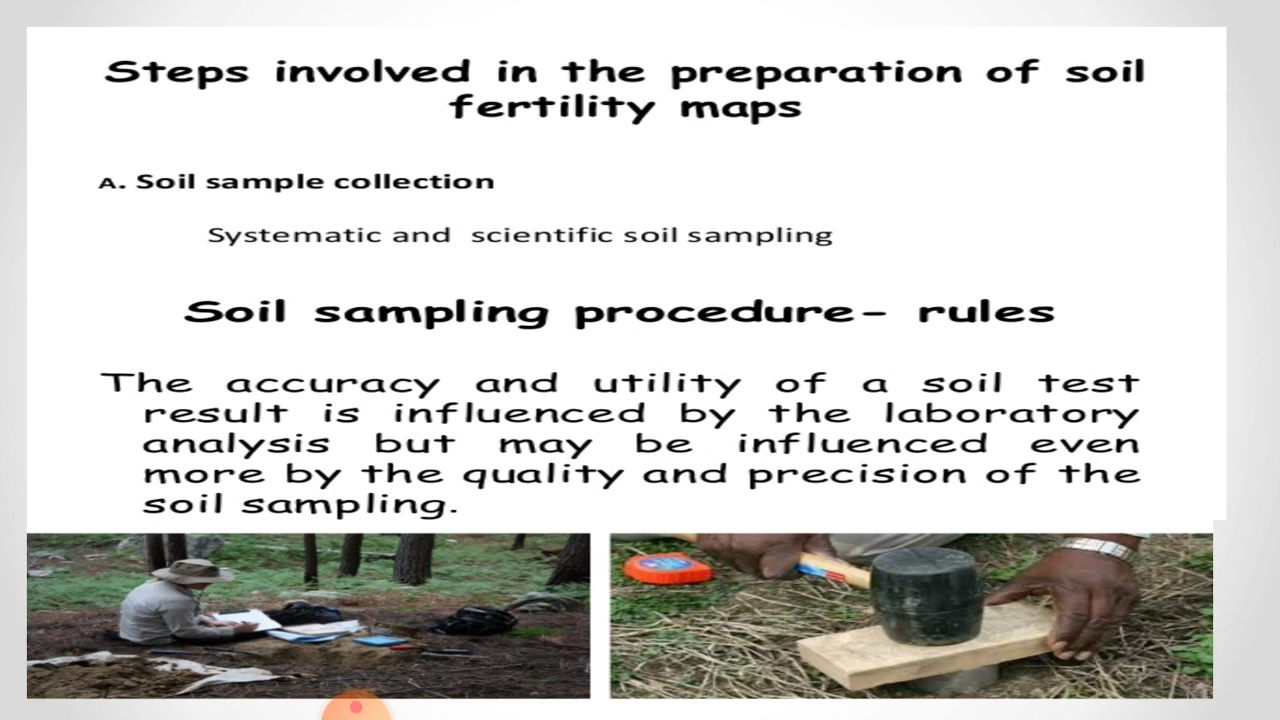 Steps involved in the preparation of soil
fertility maps
A. Soil sample collection
Systematic and scientific soil sampling
Soil sampling procedure- rules
The accuracy and utility of a soil test
result is influenced by the laboratory
analysis but may be influenced even
more by the quality and precision of the
soil sampling.